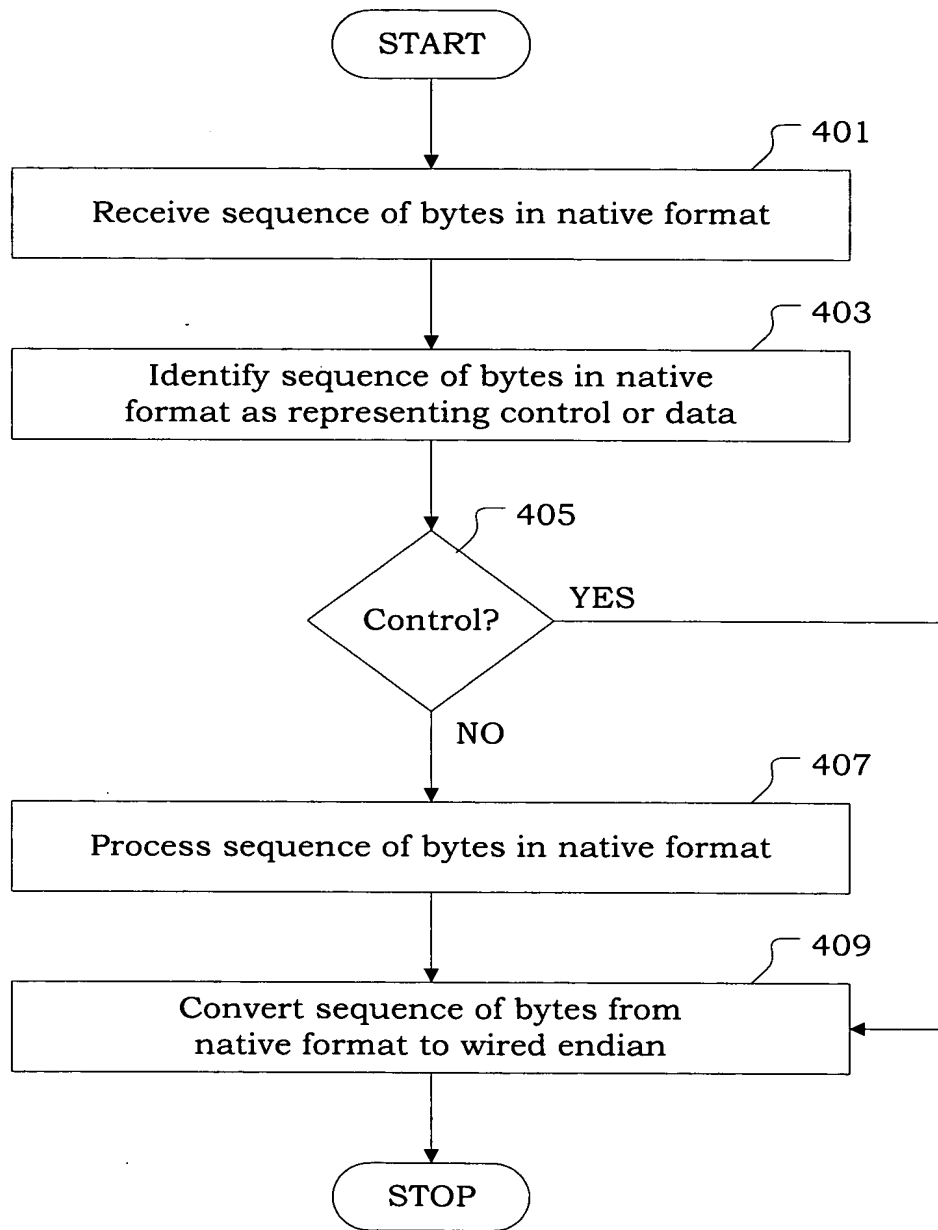 START
401
Receive sequence of bytes in native format
403
Identify sequence of bytes in native
format as representing control or data
405
Control?
YES
NO
407
Process sequence of bytes in native format
409
Convert sequence of bytes from
native format to wired endian
STOP